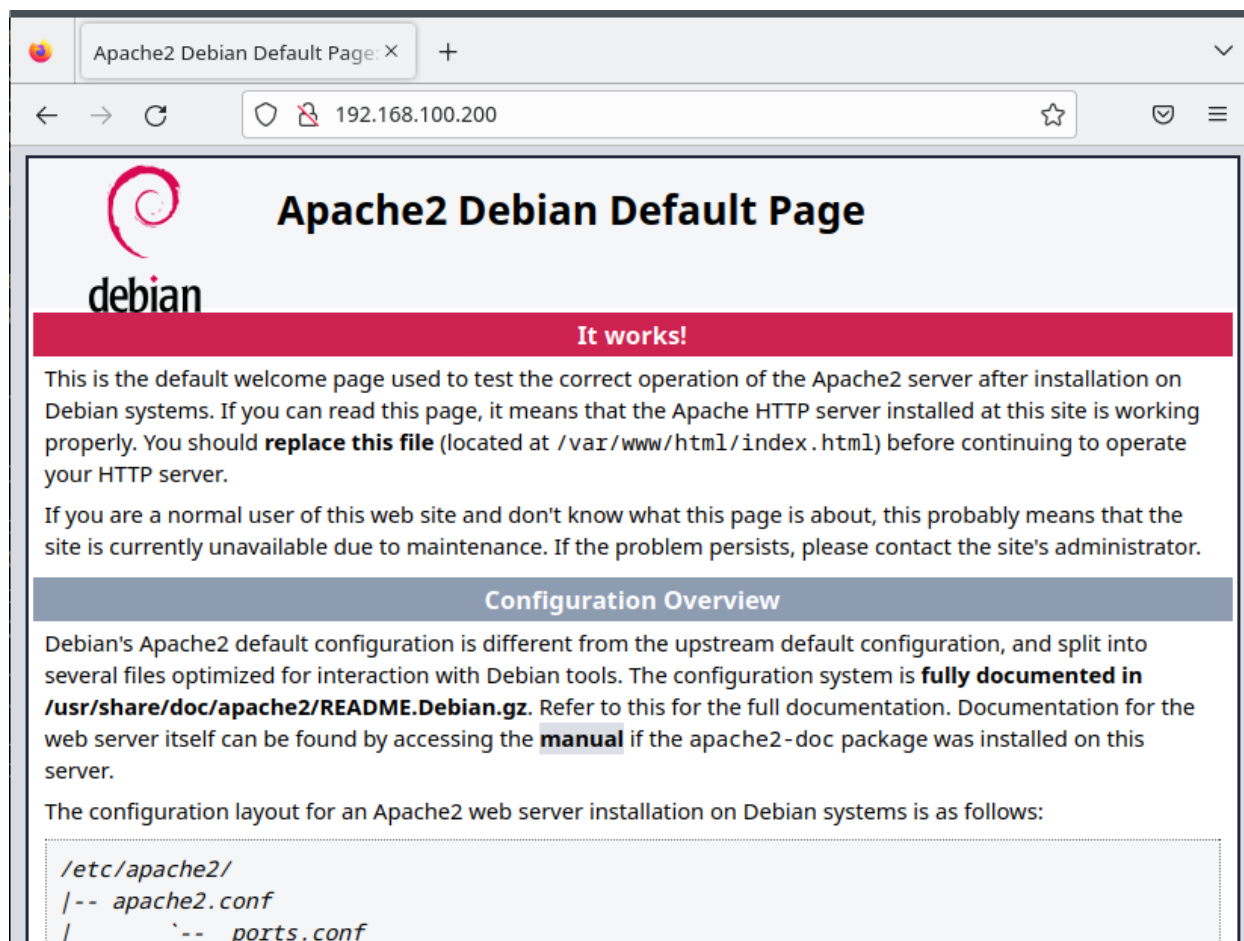 Apache2 Debian Default Page:
192.168.100.200
debian
Apache2 Debian Default Page
It works!
This is the default welcome page used to test the correct operation of the Apache2 server after installation on
Debian systems. If you can read this page, it means that the Apache HTTP server installed at this site is working
properly. You should replace this file (located at /var/www/html/index.html) before continuing to operate
your HTTP server.
If you are a normal user of this web site and don't know what this page is about, this probably means that the
site is currently unavailable due to maintenance. If the problem persists, please contact the site's administrator.
Configuration Overview
Debian's Apache2 default configuration is different from the upstream default configuration, and split into
several files optimized for interaction with Debian tools. The configuration system is fully documented in
/usr/share/doc/apache2/README.Debian.gz. Refer to this for the full documentation. Documentation for the
web server itself can be found by accessing the manual if the apache2-doc package was installed on this
server.
The configuration layout for an Apache2 web server installation on Debian systems is as follows:
/etc/apache2/
|-- apache2.conf
|       `--  ports.conf